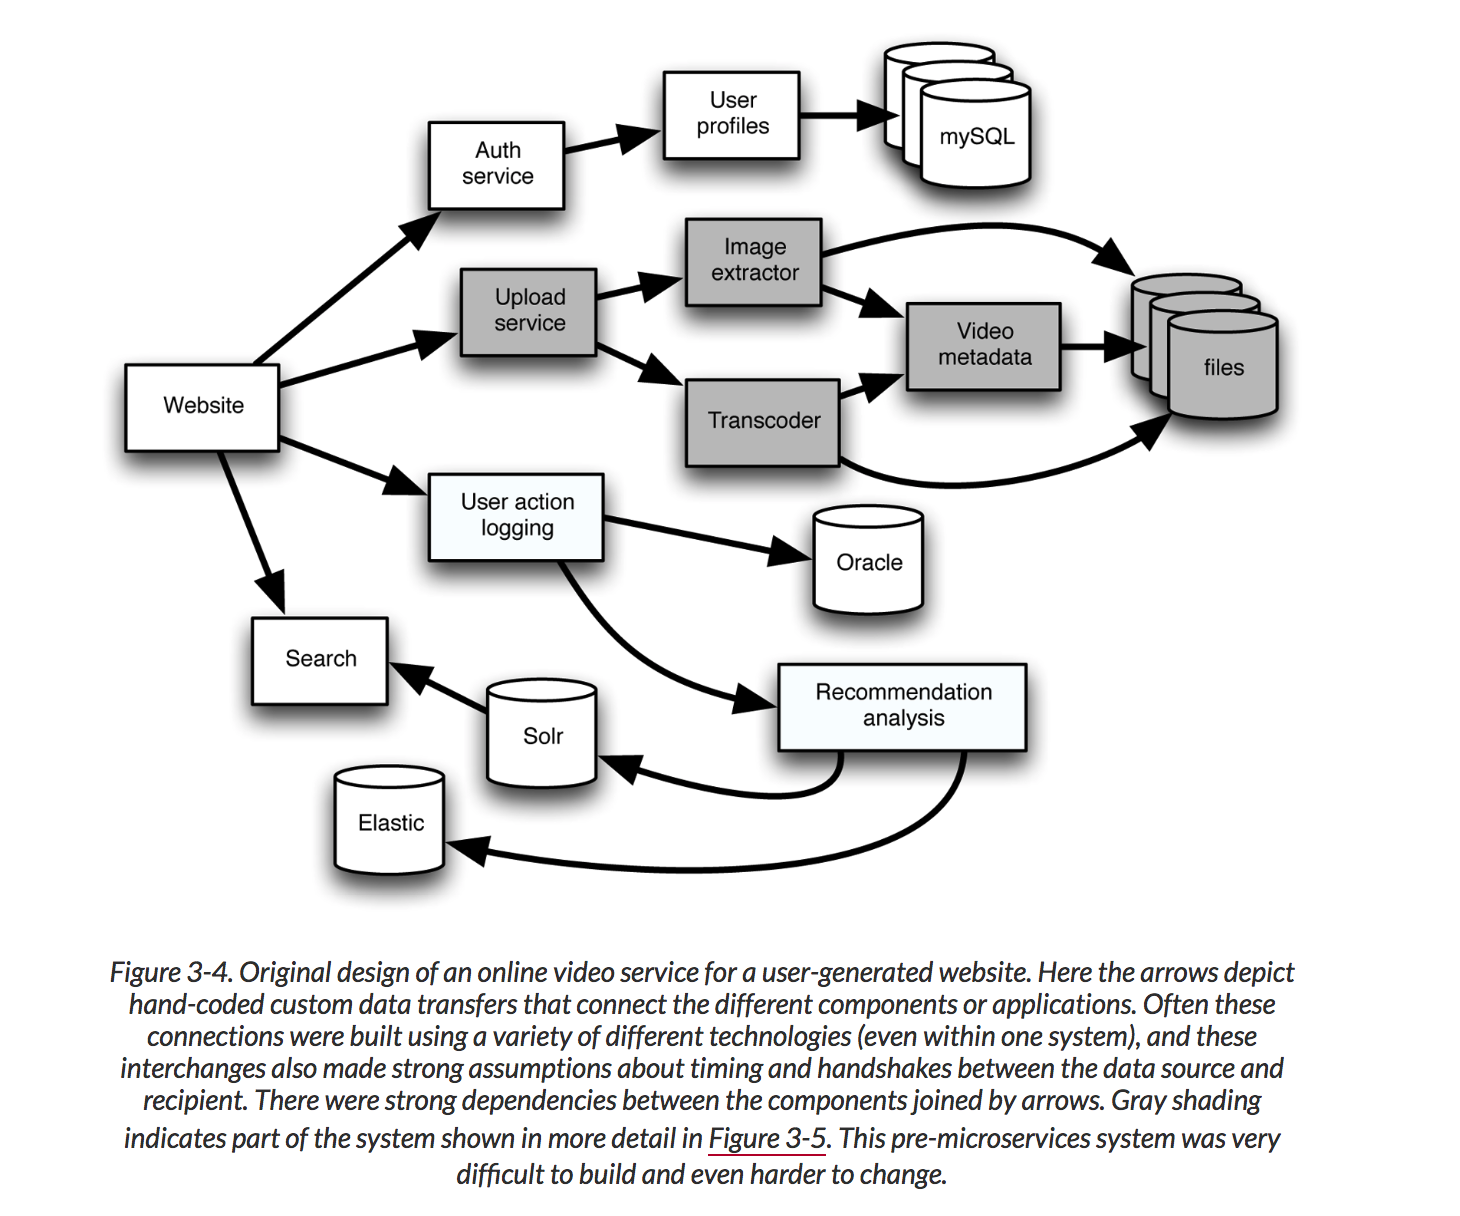 User
profiles
mySQL
Auth
service
Image
extractor
Upload
service
Video
metadata
files
Website
Transcoder
User action
logging
Oracle
Search
Solr
Recommendation
analysis
Elastic
Figure 3-4. Original design of an online video service for a user-generated website. Here the arrows depict
hand-coded custom data transfers that connect the different components or applications. Often these
connections were built using a variety of different technologies (even within one system), and these
interchanges also made strong assumptions about timing and handshakes between the data source and
recipient. There were strong dependencies between the components joined by arrows. Gray shading
indicates part of the system shown in more detail in Figure 3-5. This pre-microservices system was very
difficult to build and even harder to change.